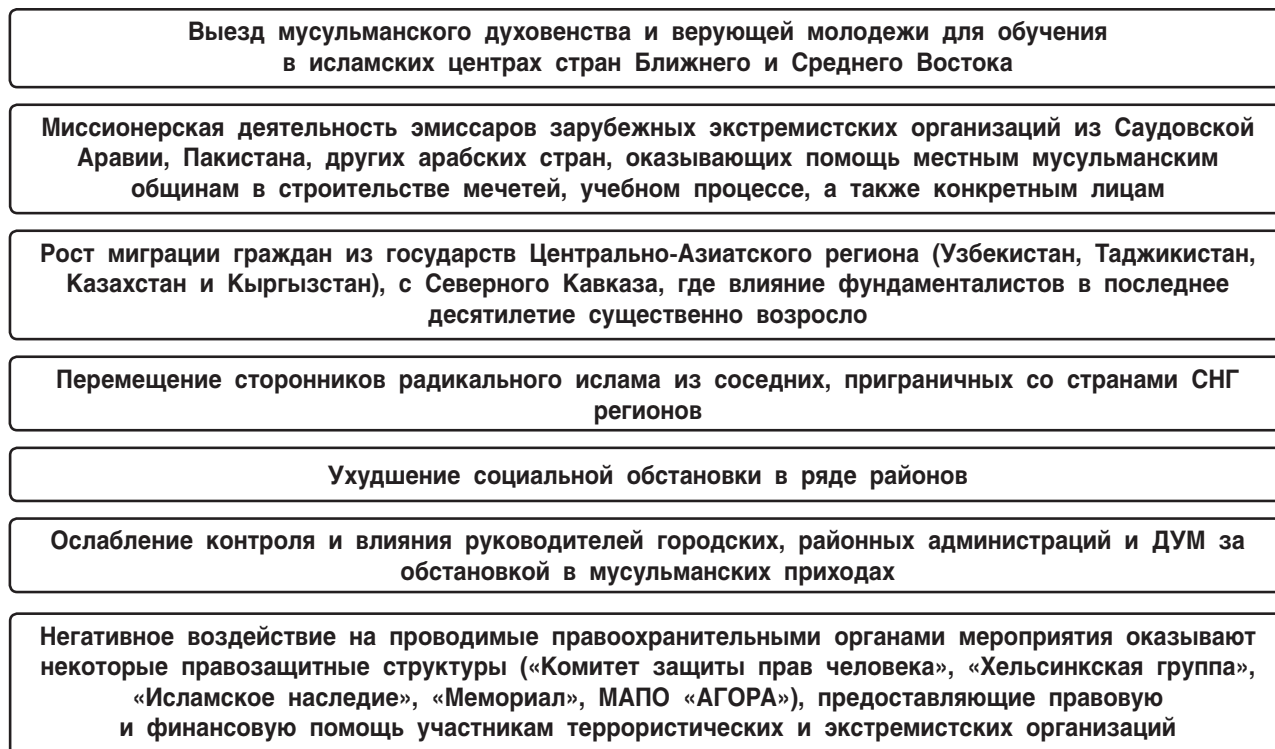 Выезд мусульманского духовенства и верующей молодежи для обучения
в исламских центрах стран Ближнего и Среднего Востока
Миссионерская деятельность эмиссаров зарубежных экстремистских организаций из Саудовской
Аравии, Пакистана, других арабских стран, оказывающих помощь местным мусульманским
общинам в строительстве мечетей, учебном процессе, а также конкретным лицам
Рост миграции граждан из государств Центрально-Азиатского региона (Узбекистан, Таджикистан,
Казахстан и Кыргызстан), с Северного Кавказа, где влияние фундаменталистов в последнее
десятилетие существенно возросло
Перемещение сторонников радикального ислама из соседних, приграничных со странами СНГ
регионов
Ухудшение социальной обстановки в ряде районов
Ослабление контроля и влияния руководителей городских, районных администраций и ДУМ за
обстановкой в мусульманских приходах
Негативное воздействие на проводимые правоохранительными органами мероприятия оказывают
некоторые правозащитные структуры («Комитет защиты прав человека», «Хельсинкская группа»,
«Исламское наследие», «Мемориал», МАПО «АГОРА»), предоставляющие правовую
и финансовую помощь участникам террористических и экстремистских организаций